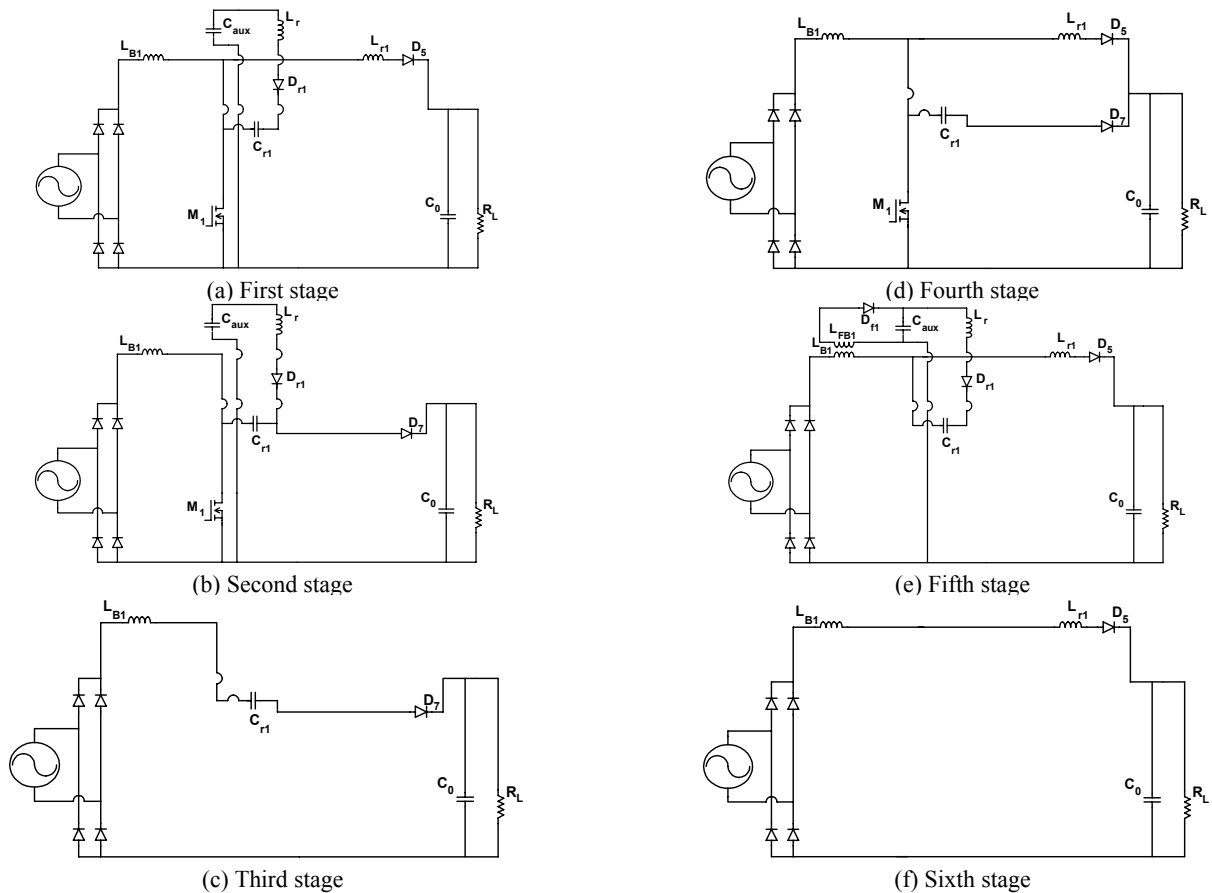 C_aux
L_r
L_B1
L_r1
D_5
D_r1
C_r1
M_1
C_0
R_L
(a) First stage
C_aux
L_r
L_B1
D_r1
D_7
C_r1
M_1
C_0
R_L
(b) Second stage
L_B1
D_7
C_r1
C_0
R_L
(c) Third stage
L_B1
L_r1
D_5
D_7
C_r1
M_1
C_0
R_L
(d) Fourth stage
D_f1
C_aux
L_r
L_FB1
L_B1
L_r1
D_5
D_r1
C_r1
C_0
R_L
(e) Fifth stage
L_B1
L_r1
D_5
C_0
R_L
(f) Sixth stage